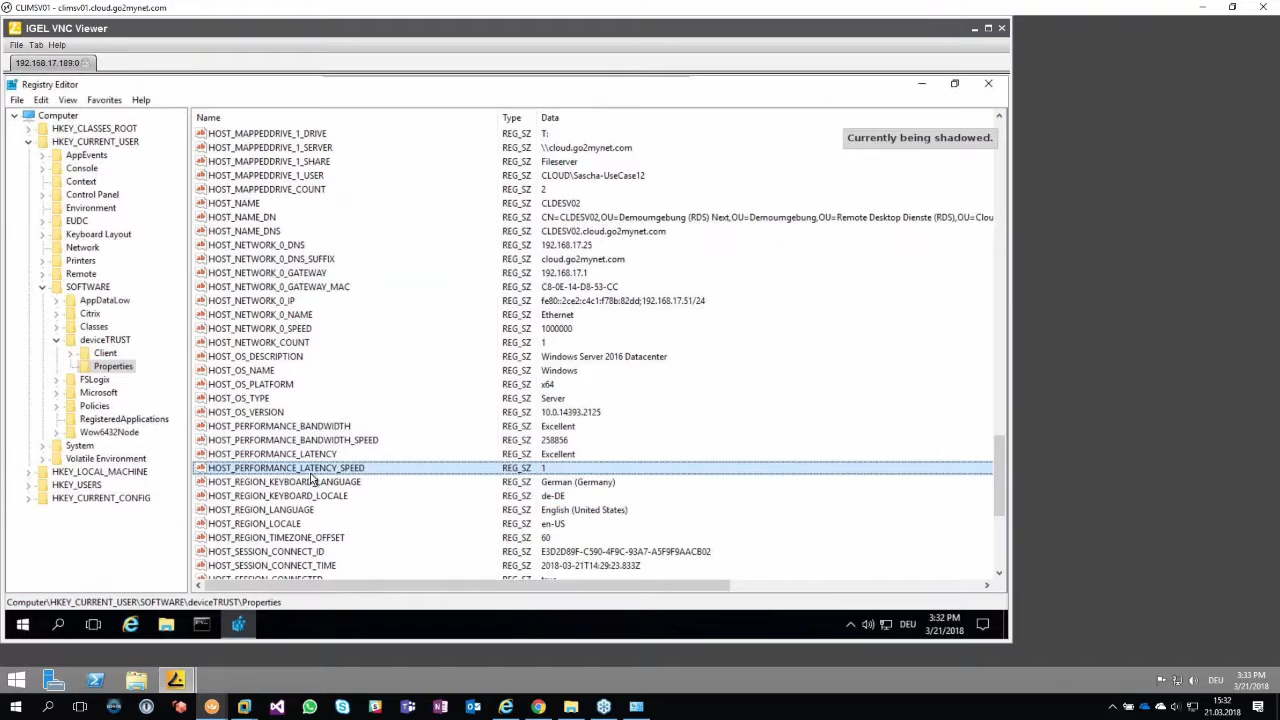 CLIMSV01 - climsv01.cloud.go2mynet.com
IGEL VNC Viewer
File Tab Help
192.168.17.189:0
Registry Editor
File Edit View Favorites Help
Computer
HKEY_CLASSES_ROOT
HKEY_CURRENT_USER
AppEvents
Console
Context
Control Panel
Environment
EUDC
Keyboard Layout
Network
Printers
Remote
SOFTWARE
AppDataLow
Citrix
Classes
deviceTRUST
Client
Properties
FSLogix
Microsoft
Policies
RegisteredApplications
Wow6432Node
System
Volatile Environment
HKEY_LOCAL_MACHINE
HKEY_USERS
HKEY_CURRENT_CONFIG
Name Type Data
Currently being shadowed.
HOST_MAPPEDDRIVE_1_DRIVE REG_SZ T:
HOST_MAPPEDDRIVE_1_SERVER REG_SZ \\cloud.go2mynet.com
HOST_MAPPEDDRIVE_1_SHARE REG_SZ Fileserver
HOST_MAPPEDDRIVE_1_USER REG_SZ CLOUD\Sascha-UseCase12
HOST_MAPPEDDRIVE_COUNT REG_SZ 2
HOST_NAME REG_SZ CLDESV02
HOST_NAME_DN REG_SZ CN=CLDESV02,OU=Demoumgebung (RDS) Next,OU=Demoumgebung,OU=Remote Desktop Dienste (RDS),OU=Clou
HOST_NAME_DNS REG_SZ CLDESV02.cloud.go2mynet.com
HOST_NETWORK_0_DNS REG_SZ 192.168.17.25
HOST_NETWORK_0_DNS_SUFFIX REG_SZ cloud.go2mynet.com
HOST_NETWORK_0_GATEWAY REG_SZ 192.168.17.1
HOST_NETWORK_0_GATEWAY_MAC REG_SZ C8-0E-14-D8-53-CC
HOST_NETWORK_0_IP REG_SZ fe80::2ce2:c4c1:f78b:82dd;192.168.17.51/24
HOST_NETWORK_0_NAME REG_SZ Ethernet
HOST_NETWORK_0_SPEED REG_SZ 1000000
HOST_NETWORK_COUNT REG_SZ 1
HOST_OS_DESCRIPTION REG_SZ Windows Server 2016 Datacenter
HOST_OS_NAME REG_SZ Windows
HOST_OS_PLATFORM REG_SZ x64
HOST_OS_TYPE REG_SZ Server
HOST_OS_VERSION REG_SZ 10.0.14393.2125
HOST_PERFORMANCE_BANDWIDTH REG_SZ Excellent
HOST_PERFORMANCE_BANDWIDTH_SPEED REG_SZ 258856
HOST_PERFORMANCE_LATENCY REG_SZ Excellent
HOST_PERFORMANCE_LATENCY_SPEED REG_SZ 1
HOST_REGION_KEYBOARD_LANGUAGE REG_SZ German (Germany)
HOST_REGION_KEYBOARD_LOCALE REG_SZ de-DE
HOST_REGION_LANGUAGE REG_SZ English (United States)
HOST_REGION_LOCALE REG_SZ en-US
HOST_REGION_TIMEZONE_OFFSET REG_SZ 60
HOST_SESSION_CONNECT_ID REG_SZ E3D2D89F-C590-4F9C-93A7-A5F9F9AACB02
HOST_SESSION_CONNECT_TIME REG_SZ 2018-03-21T14:29:23.833Z
HOST_SESSION_CONNECTED REG_SZ true
Computer\HKEY_CURRENT_USER\SOFTWARE\deviceTRUST\Properties
DEU
3:32 PM
3/21/2018
DEU
3:33 PM
3/21/2018
DEU
15:32
21.03.2018